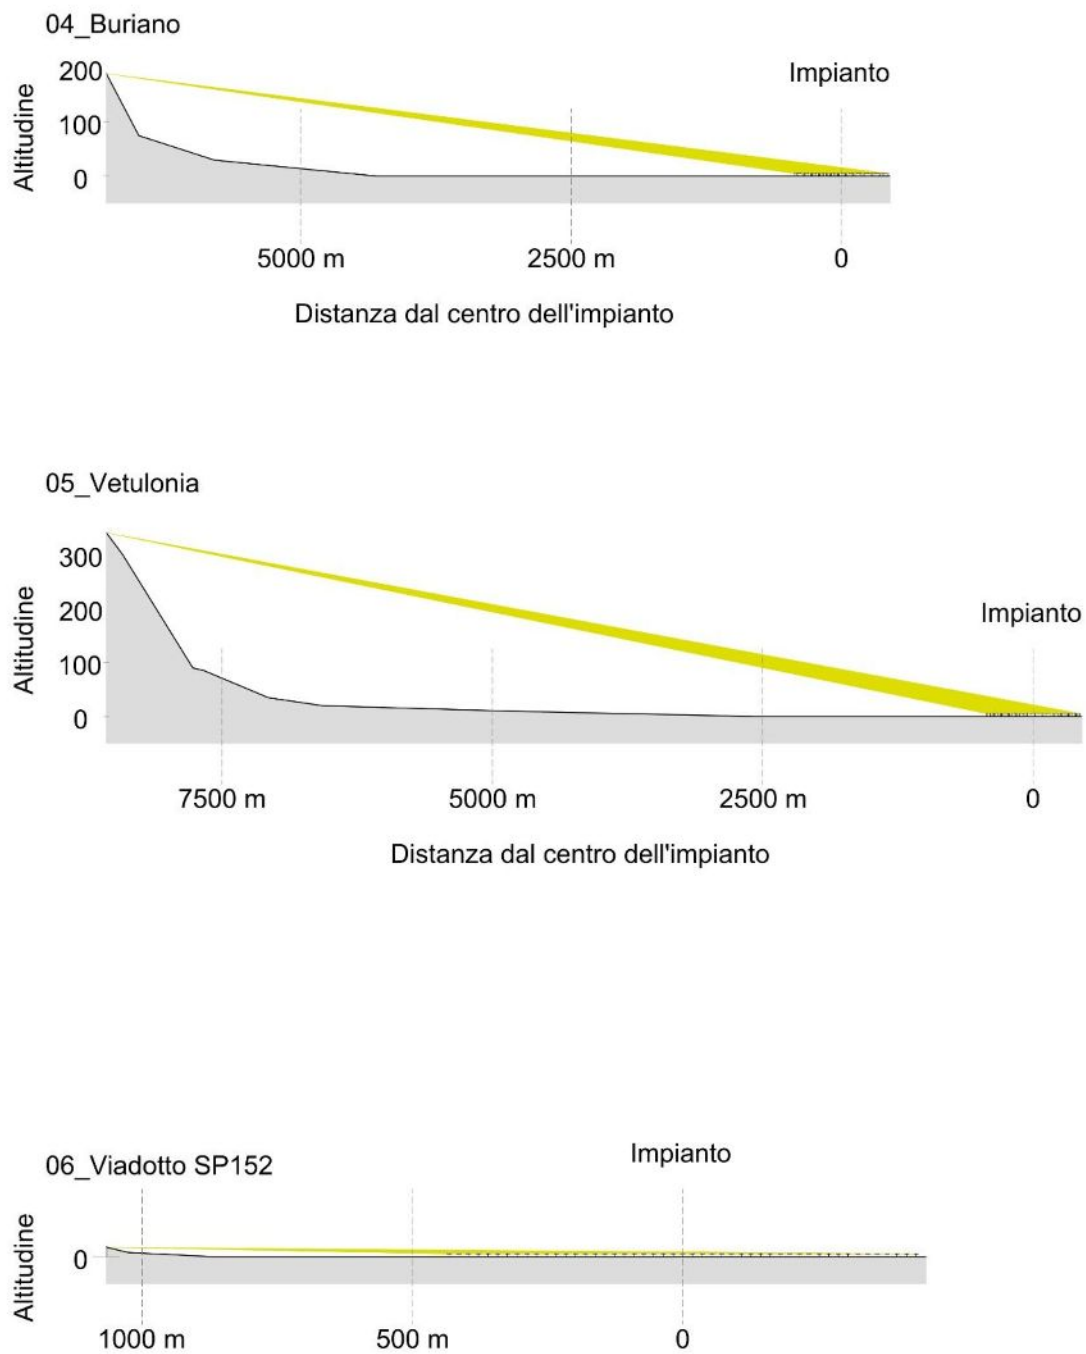 04_Buriano
200
Impianto
100
0
Altitudine
5000 m
2500 m
0
Distanza dal centro dell'impianto
05_Vetulonia
300
200
Impianto
100
0
Altitudine
7500 m
5000 m
2500 m
0
Distanza dal centro dell'impianto
06_Viadotto SP152
Impianto
0
Altitudine
1000 m
500 m
0